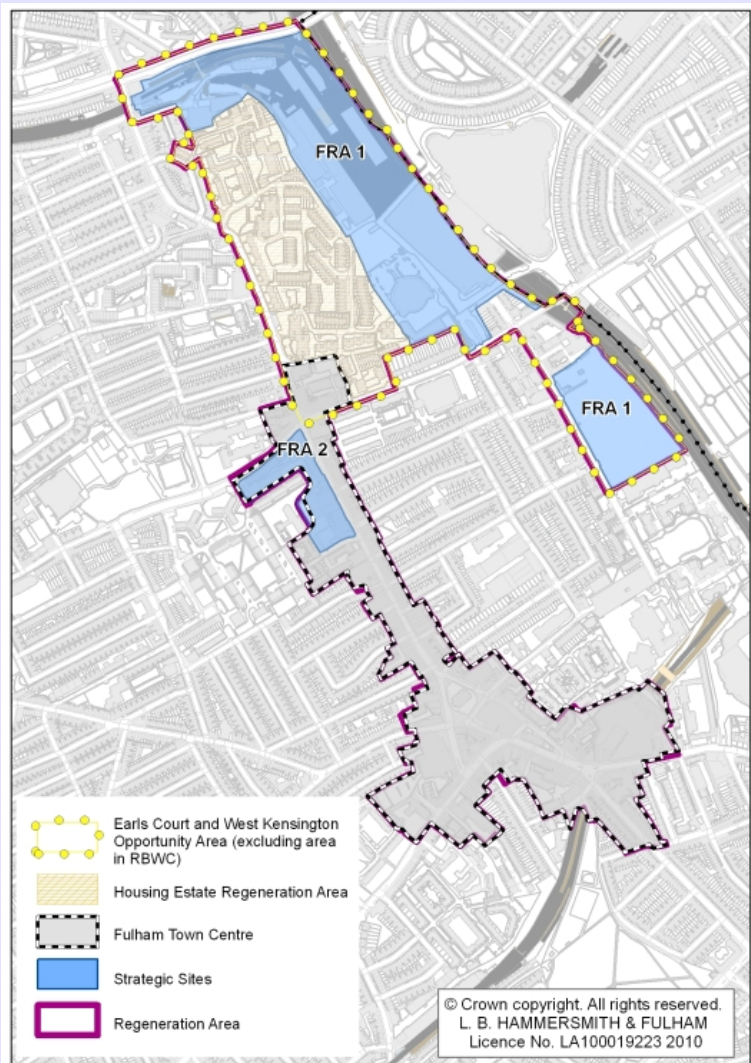 FRA 1
FRA 1
FRA 2
Earls Court and West Kensington
Opportunity Area (excluding area
in RBWC)
Housing Estate Regeneration Area
Fulham Town Centre
Strategic Sites
Regeneration Area
© Crown copyright. All rights reserved.
L. B. HAMMERSMITH & FULHAM
Licence No. LA100019223 2010